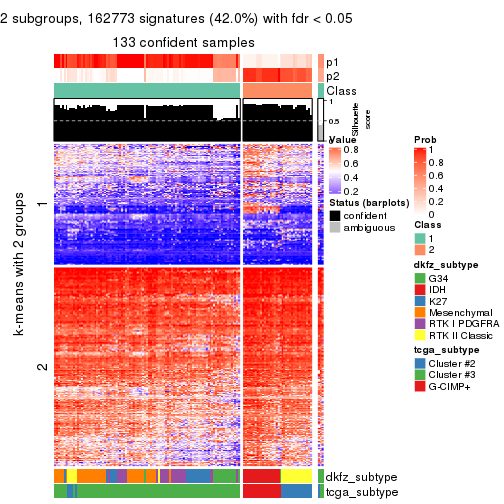 2 subgroups, 162773 signatures (42.0%) with fdr < 0.05
133 confident samples
p1
p2
Class
1
0.5
0
Silhouette
score
k-means with 2 groups
1
2
dkfz_subtype
tcga_subtype
Value
0.8
0.6
0.4
0.2
Status (barplots)
confident
ambiguous
Prob
1
0.8
0.6
0.4
0.2
0
Class
1
2
dkfz_subtype
G34
IDH
K27
Mesenchymal
RTK I PDGFRA
RTK II Classic
tcga_subtype
Cluster #2
Cluster #3
G-CIMP+